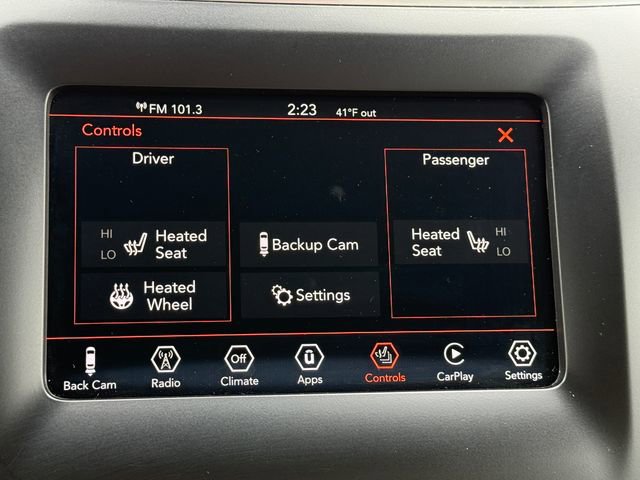 FM 101.3 2:23 41°F out
Controls
Driver
Passenger
HI
LO
Heated
Seat
Backup Cam
Heated
Seat
HI
LO
Heated
Wheel
Settings
Back Cam
Radio
Off
Climate
Apps
Controls
CarPlay
Settings